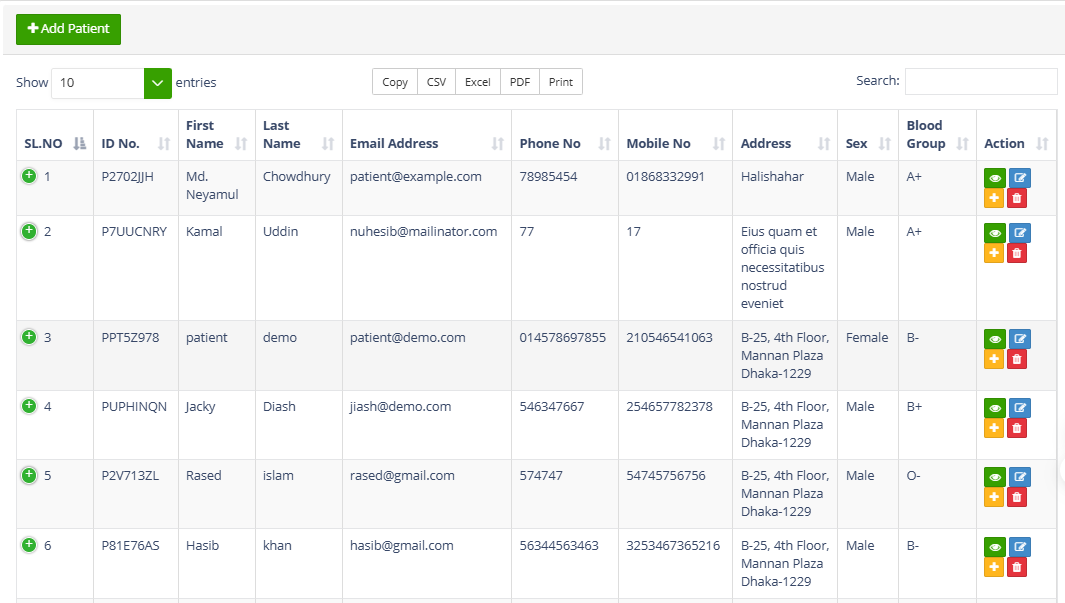 Add Patient
Show 10 entries Copy CSV Excel PDF Print Search:
SL.NO ID No. First Name Last Name Email Address Phone No Mobile No Address Sex Blood Group Action
1 P2702JJH Md. Neyamul Chowdhury patient@example.com 78985454 01868332991 Halishahar Male A+
2 P7UUCNRY Kamal Uddin nuhesib@mailinator.com 77 17 Eius quam et officia quis necessitatibus nostrud eveniet Male A+
3 PPT5Z978 patient demo patient@demo.com 014578697855 210546541063 B-25, 4th Floor, Mannan Plaza Dhaka-1229 Female B-
4 PUPHINQN Jacky Diash jiash@demo.com 546347667 254657782378 B-25, 4th Floor, Mannan Plaza Dhaka-1229 Male B+
5 P2V713ZL Rased islam rased@gmail.com 574747 54745756756 B-25, 4th Floor, Mannan Plaza Dhaka-1229 Male O-
6 P81E76AS Hasib khan hasib@gmail.com 56344563463 3253467365216 B-25, 4th Floor, Mannan Plaza Dhaka-1229 Male B-